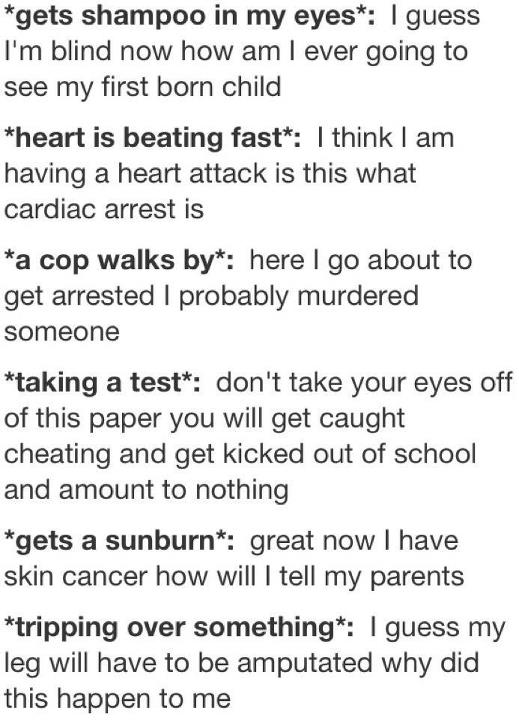 *gets shampoo in my eyes*: I guess
I'm blind now how am I ever going to
see my first born child
*heart is beating fast*: I think I am
having a heart attack is this what
cardiac arrest is
*a cop walks by*: here I go about to
get arrested I probably murdered
someone
*taking a test*: don't take your eyes off
of this paper you will get caught
cheating and get kicked out of school
and amount to nothing
*gets a sunburn*: great now I have
skin cancer how will I tell my parents
*tripping over something*: I guess my
leg will have to be amputated why did
this happen to me